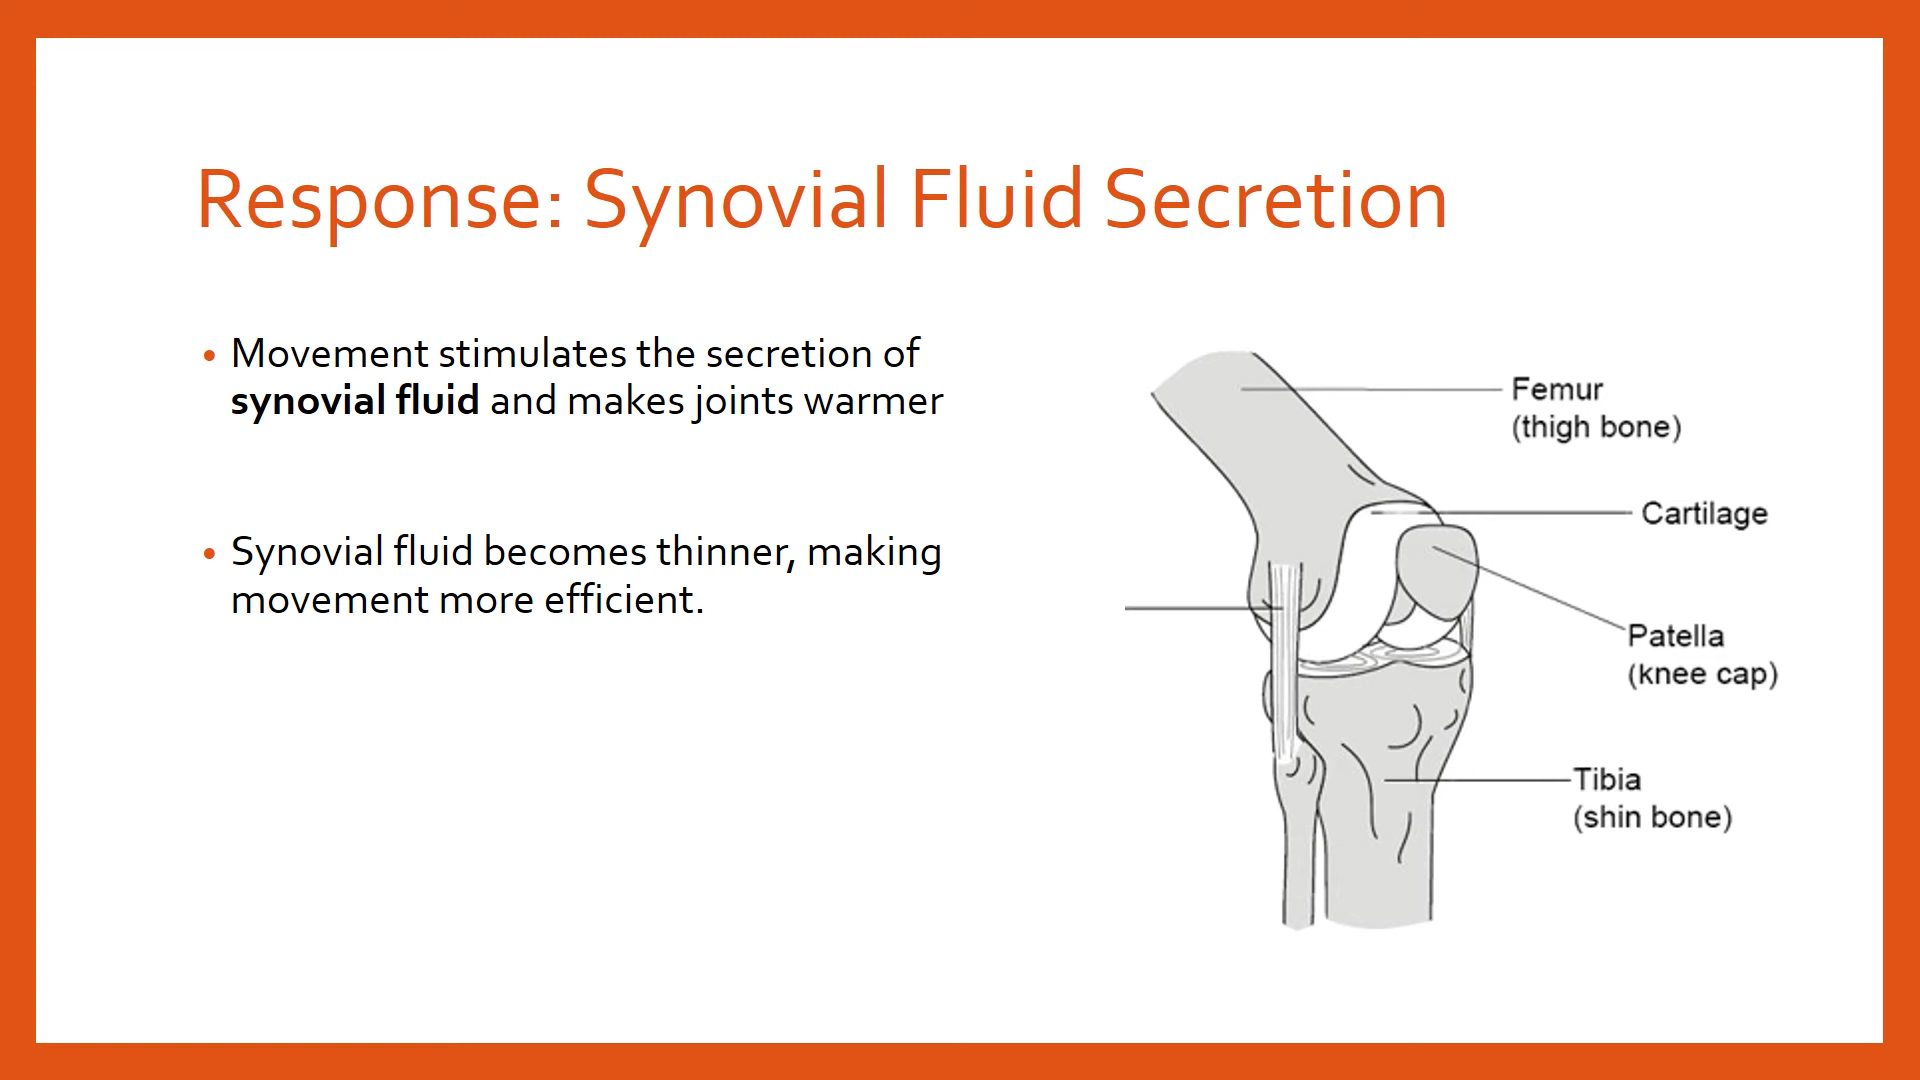 Response: Synovial Fluid Secretion
• Movement stimulates the secretion of
synovial fluid and makes joints warmer
• Synovial fluid becomes thinner, making
movement more efficient.
Femur
(thigh bone)
Cartilage
Patella
(knee cap)
Tibia
(shin bone)